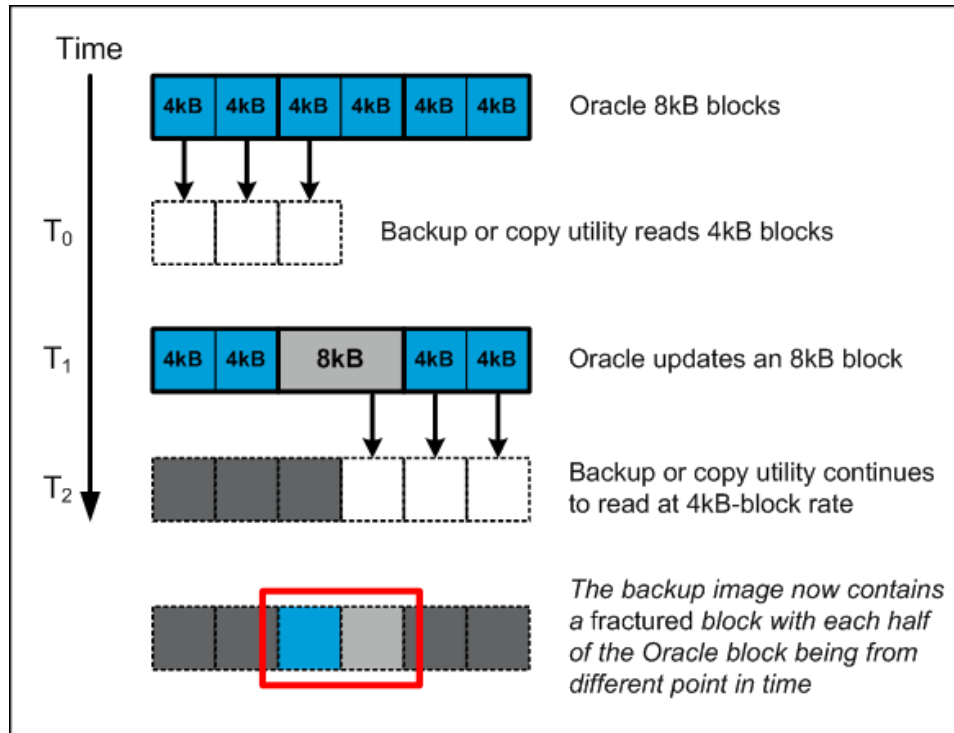 Time
4kB 4kB 4kB 4kB 4kB 4kB
Oracle 8kB blocks
T0
Backup or copy utility reads 4kB blocks
T1
4kB 4kB 8kB 4kB 4kB
Oracle updates an 8kB block
T2
Backup or copy utility continues
to read at 4kB-block rate
The backup image now contains
a fractured block with each half
of the Oracle block being from
different point in time